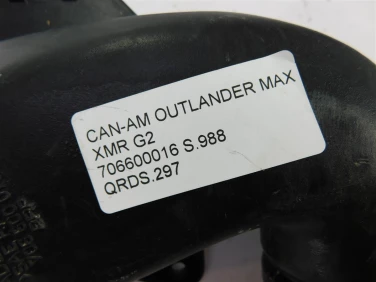 CAN-AM OUTLANDER MAX
XMR G2
706600016 S.988
QRDS.297